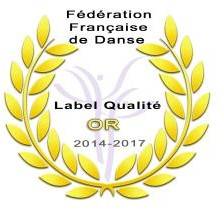 Fédération
Française
de Danse
Label Qualité
OR
2014-2017